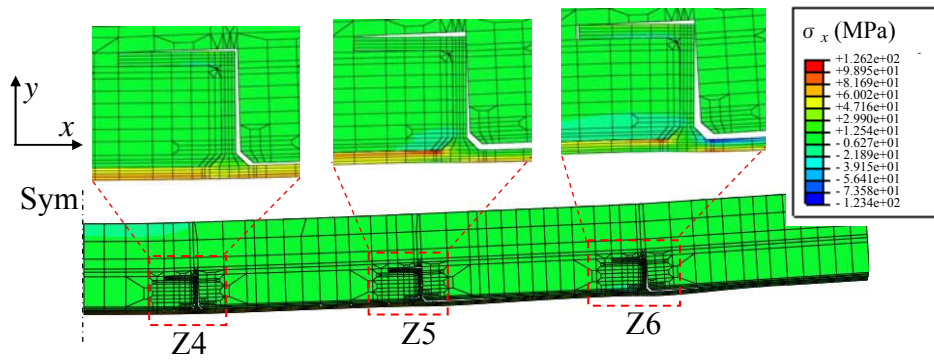 σ x (MPa)
+1.262e+02
+9.895e+01
+8.169e+01
+6.002e+01
+4.716e+01
+2.990e+01
+1.254e+01
- 0.627e+01
- 2.189e+01
- 3.915e+01
- 5.641e+01
- 7.358e+01
- 1.234e+02
y
x
Sym
Z4
Z5
Z6